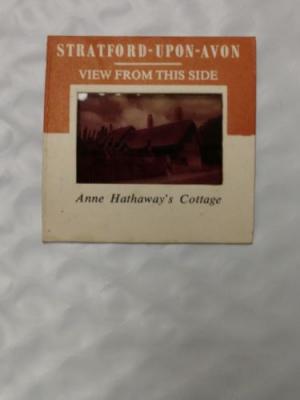 STRATFORD-UPON-AVON
VIEW FROM THIS SIDE
Anne Hathaway's Cottage